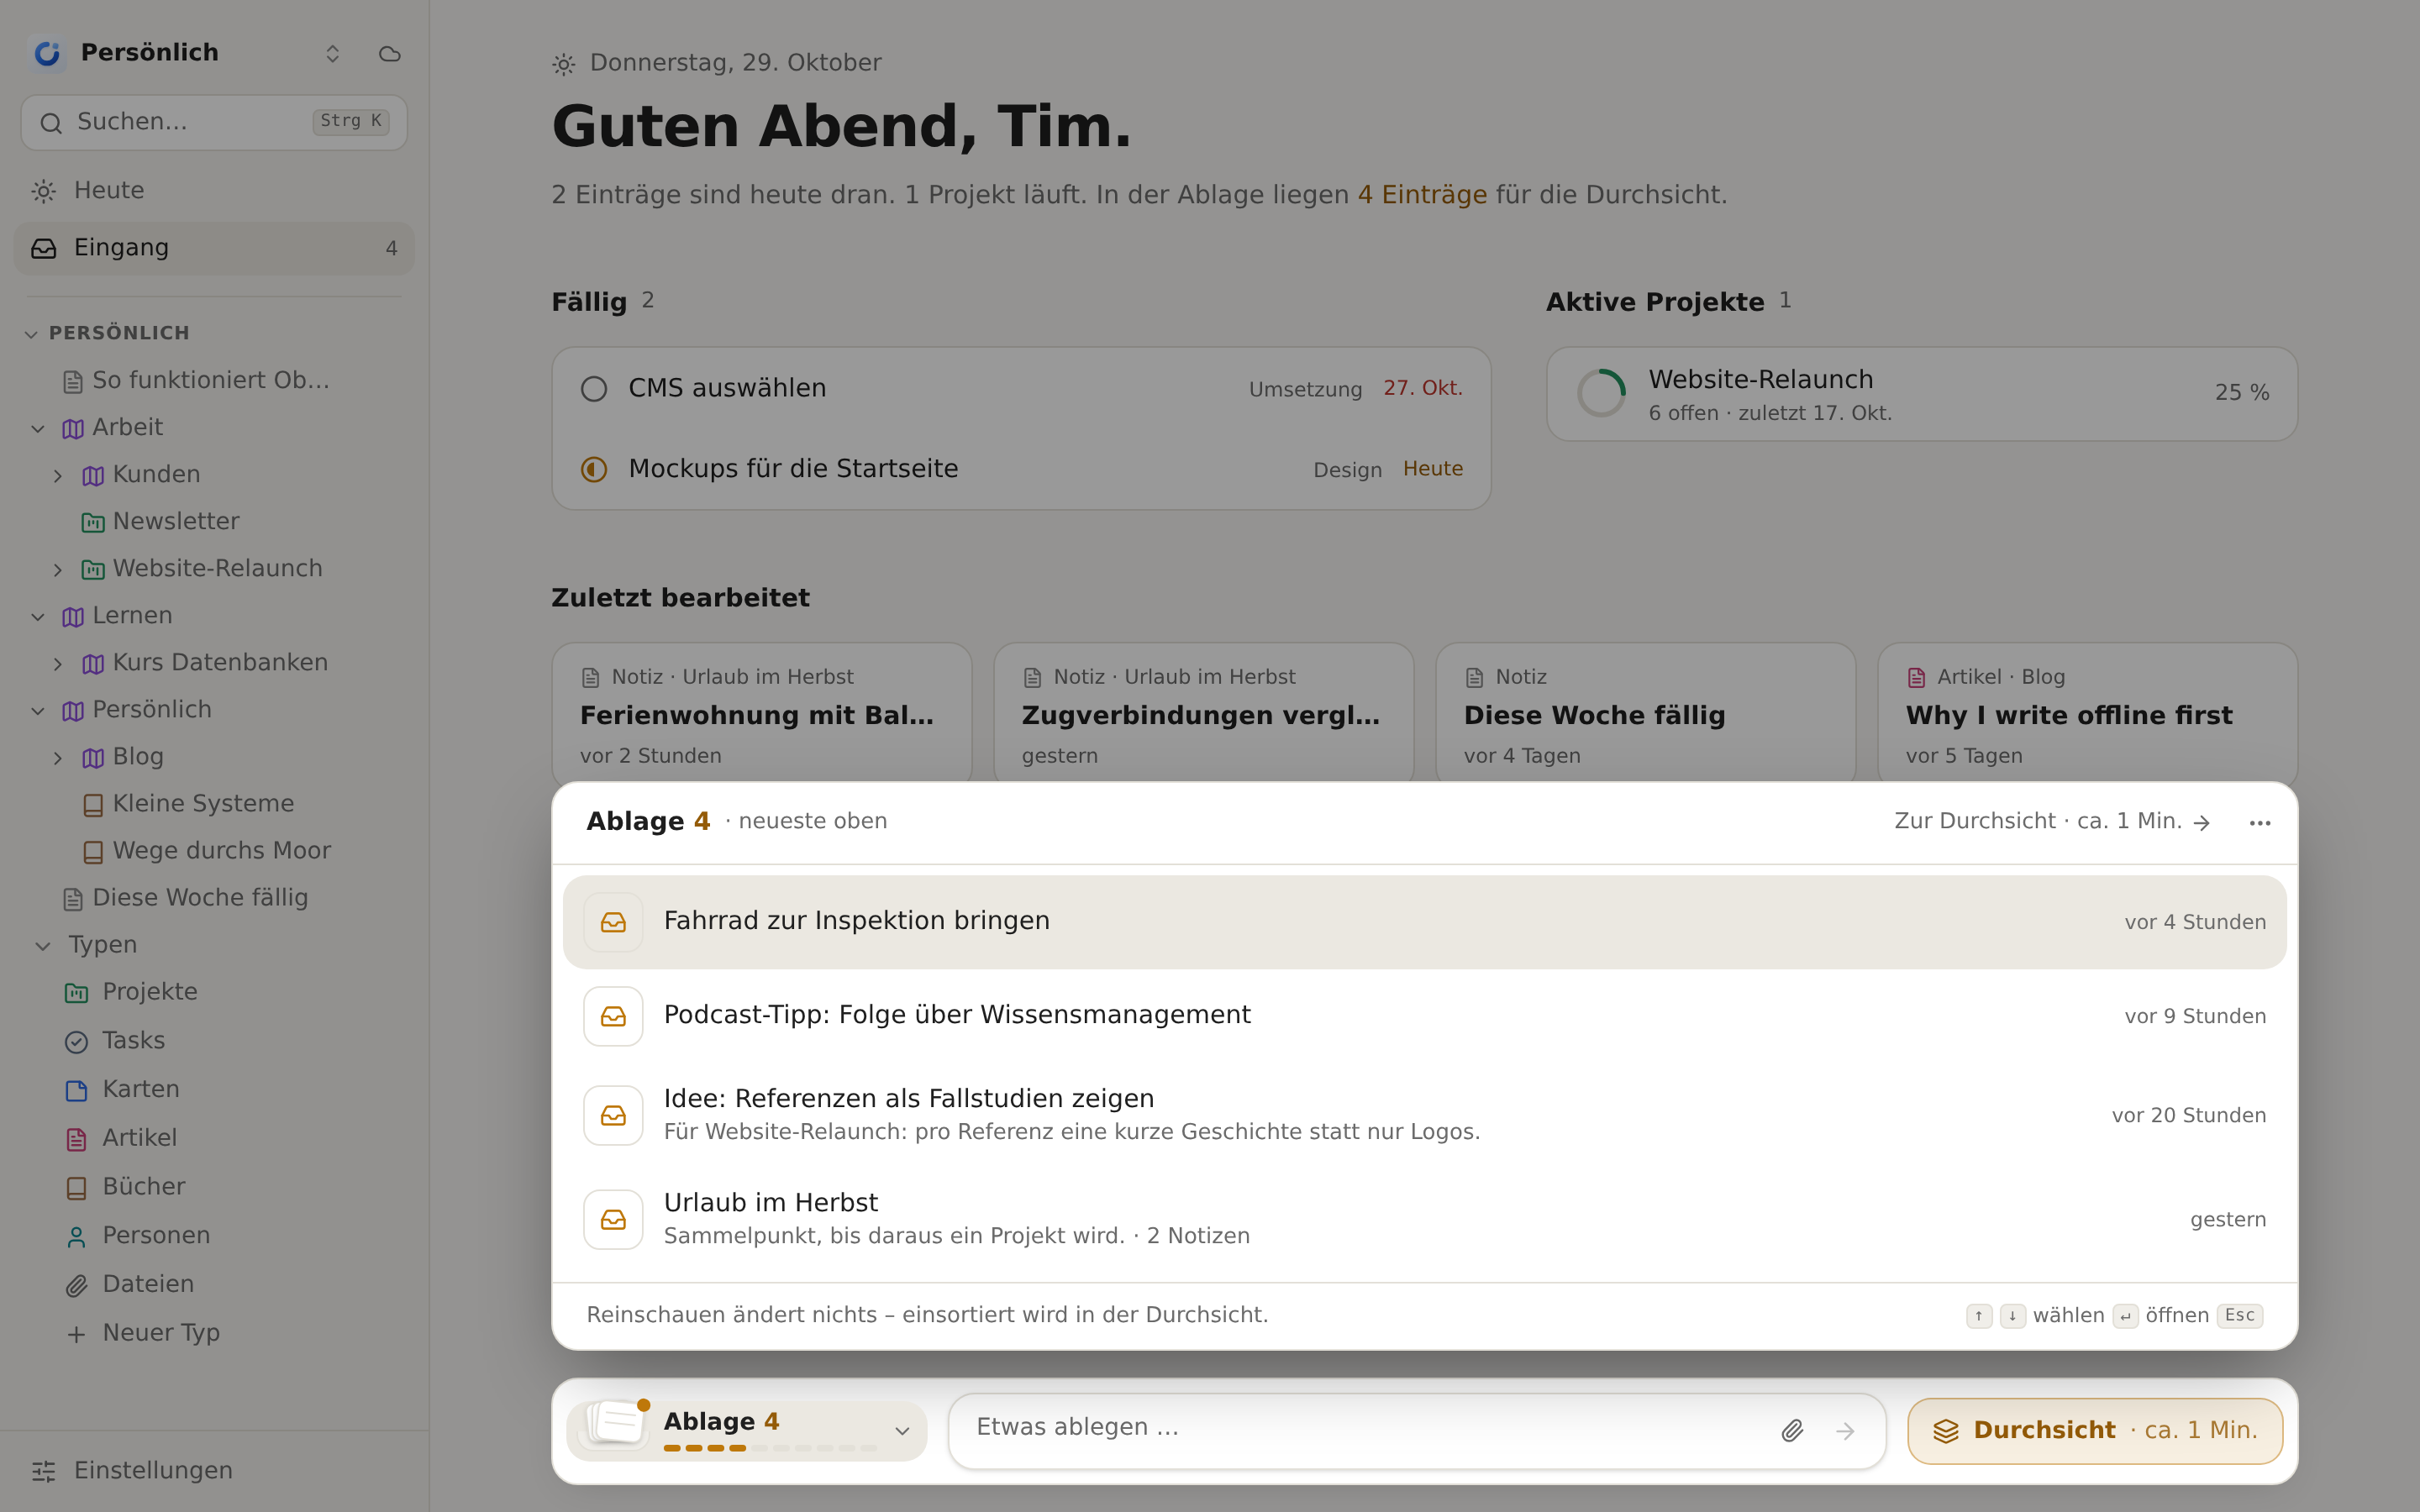 Persönlich
Suchen…
Strg K
Heute
Eingang
4
PERSÖNLICH
So funktioniert Ob…
Arbeit
Kunden
Newsletter
Website-Relaunch
Lernen
Kurs Datenbanken
Persönlich
Blog
Kleine Systeme
Wege durchs Moor
Diese Woche fällig
Typen
Projekte
Tasks
Karten
Artikel
Bücher
Personen
Dateien
Neuer Typ
Einstellungen
Donnerstag, 29. Oktober
Guten Abend, Tim.
2 Einträge sind heute dran. 1 Projekt läuft. In der Ablage liegen 4 Einträge für die Durchsicht.
Fällig 2
CMS auswählen
Umsetzung 27. Okt.
Mockups für die Startseite
Design Heute
Aktive Projekte 1
Website-Relaunch
6 offen · zuletzt 17. Okt.
25 %
Zuletzt bearbeitet
Notiz · Urlaub im Herbst
Ferienwohnung mit Bal…
vor 2 Stunden
Notiz · Urlaub im Herbst
Zugverbindungen vergl…
gestern
Notiz
Diese Woche fällig
vor 4 Tagen
Artikel · Blog
Why I write offline first
vor 5 Tagen
Ablage 4 · neueste oben
Zur Durchsicht · ca. 1 Min. →
Fahrrad zur Inspektion bringen
vor 4 Stunden
Podcast-Tipp: Folge über Wissensmanagement
vor 9 Stunden
Idee: Referenzen als Fallstudien zeigen
Für Website-Relaunch: pro Referenz eine kurze Geschichte statt nur Logos.
vor 20 Stunden
Urlaub im Herbst
Sammelpunkt, bis daraus ein Projekt wird. · 2 Notizen
gestern
Reinschauen ändert nichts – einsortiert wird in der Durchsicht.
↑ ↓ wählen ↵ öffnen Esc
Ablage 4
Etwas ablegen …
Durchsicht · ca. 1 Min.